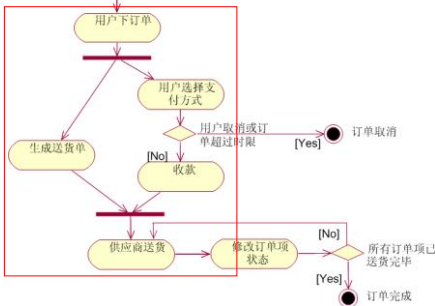 用户下订单
用户选择支
付方式
用户取消或订
单超过时限
[Yes]
订单取消
生成送货单
[No]
收款
[No]
供应商送货
修改订单项
状态
所有订单项已
送货完毕
[Yes]
订单完成